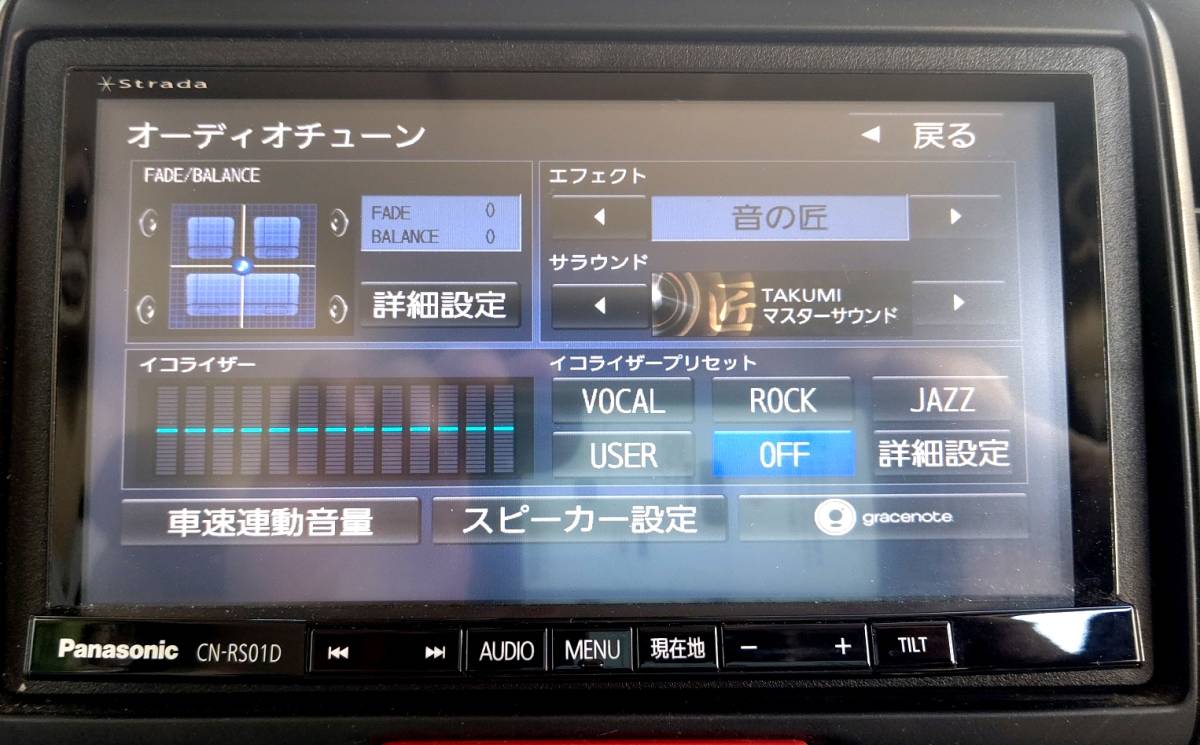 Strada
オーディオチューン
◀ 戻る
FADE/BALANCE
FADE 0
BALANCE 0
詳細設定
エフェクト
音の匠
サラウンド
匠
TAKUMI
マスターサウンド
イコライザー
イコライザープリセット
VOCAL ROCK JAZZ
USER OFF 詳細設定
車速連動音量 スピーカー設定 gracenote
Panasonic CN-RS01D AUDIO MENU 現在地 − + TILT